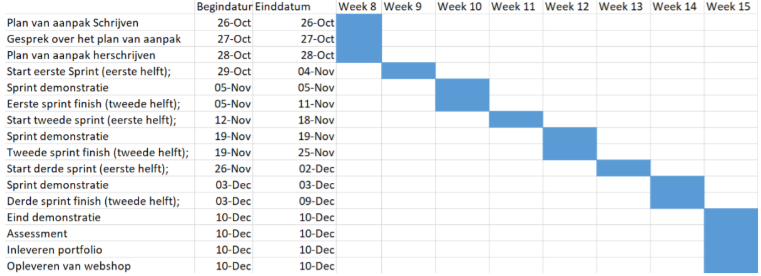 Begindatum Einddatum Week 8 Week 9 Week 10 Week 11 Week 12 Week 13 Week 14 Week 15
Plan van aanpak Schrijven 26-Oct 26-Oct
Gesprek over het plan van aanpak 27-Oct 27-Oct
Plan van aanpak herschrijven 28-Oct 28-Oct
Start eerste Sprint (eerste helft); 29-Oct 04-Nov
Sprint demonstratie 05-Nov 05-Nov
Eerste sprint finish (tweede helft); 05-Nov 11-Nov
Start tweede sprint (eerste helft); 12-Nov 18-Nov
Sprint demonstratie 19-Nov 19-Nov
Tweede sprint finish (tweede helft); 19-Nov 25-Nov
Start derde sprint (eerste helft); 26-Nov 02-Dec
Sprint demonstratie 03-Dec 03-Dec
Derde sprint finish (tweede helft); 03-Dec 09-Dec
Eind demonstratie 10-Dec 10-Dec
Assessment 10-Dec 10-Dec
Inleveren portfolio 10-Dec 10-Dec
Opleveren van webshop 10-Dec 10-Dec